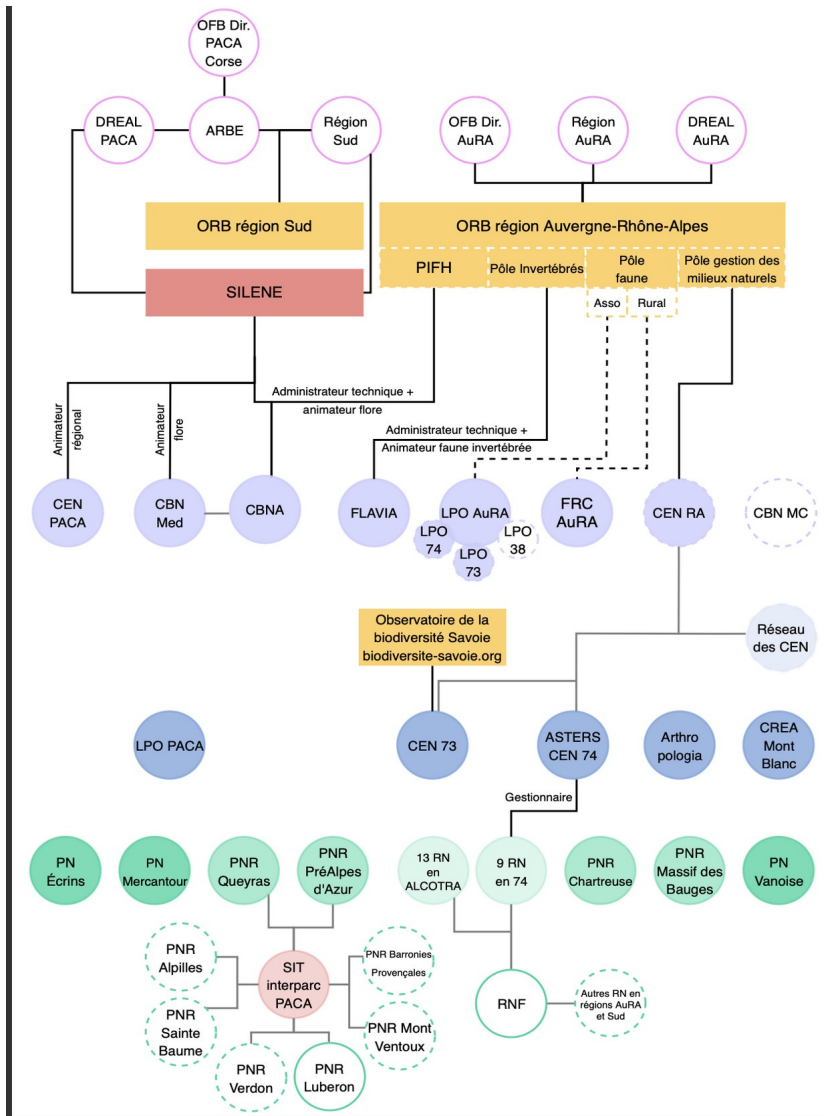 OFB Dir.
PACA
Corse
DREAL
PACA
ARBE
Région
Sud
OFB Dir.
AuRA
Région
AuRA
DREAL
AuRA
ORB région Sud
ORB région Auvergne-Rhône-Alpes
PIFH
Pôle Invertébrés
Pôle
faune
Pôle gestion des
milieux naturels
SILENE
Asso
Rural
Animateur
régional
Animateur
flore
Administrateur technique +
animateur flore
Administrateur technique +
Animateur faune invertébrée
CEN
PACA
CBN
Med
CBNA
FLAVIA
LPO AuRA
LPO
74
LPO
73
LPO
38
FRC
AuRA
CEN RA
CBN MC
Observatoire de la
biodiversité Savoie
biodiversite-savoie.org
Réseau
des CEN
LPO PACA
CEN 73
ASTERS
CEN 74
Arthro
pologia
CREA
Mont
Blanc
Gestionnaire
PN
Écrins
PN
Mercantour
PNR
Queyras
PNR
PréAlpes
d'Azur
13 RN
en
ALCOTRA
9 RN
en 74
PNR
Chartreuse
PNR
Massif des
Bauges
PN
Vanoise
PNR
Alpilles
SIT
interparc
PACA
PNR Barronies
Provençales
RNF
Autres RN en
régions AuRA
et Sud
PNR
Sainte
Baume
PNR Mont
Ventoux
PNR
Verdon
PNR
Luberon